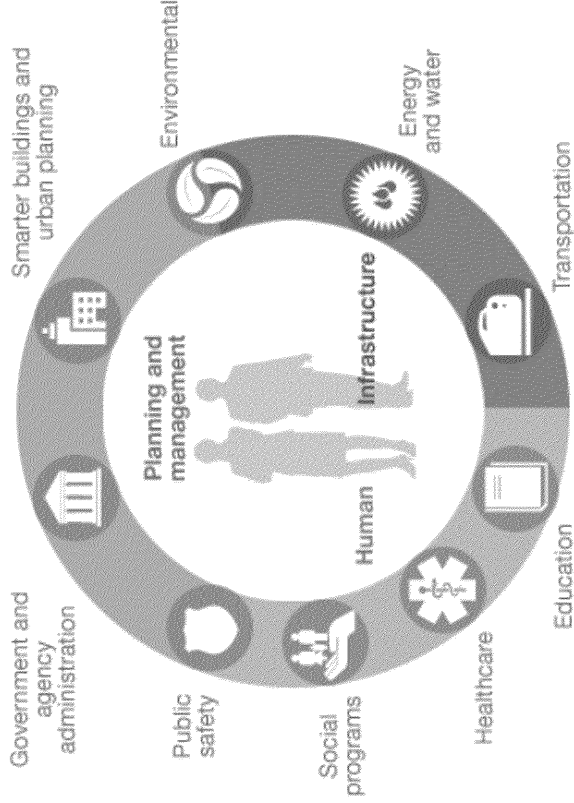 Planning and
management
Human
Infrastructure
Government and
agency
administration
Smarter buildings and
urban planning
Public
safety
Environmental
Social
programs
Energy
and water
Healthcare
Education
Transportation